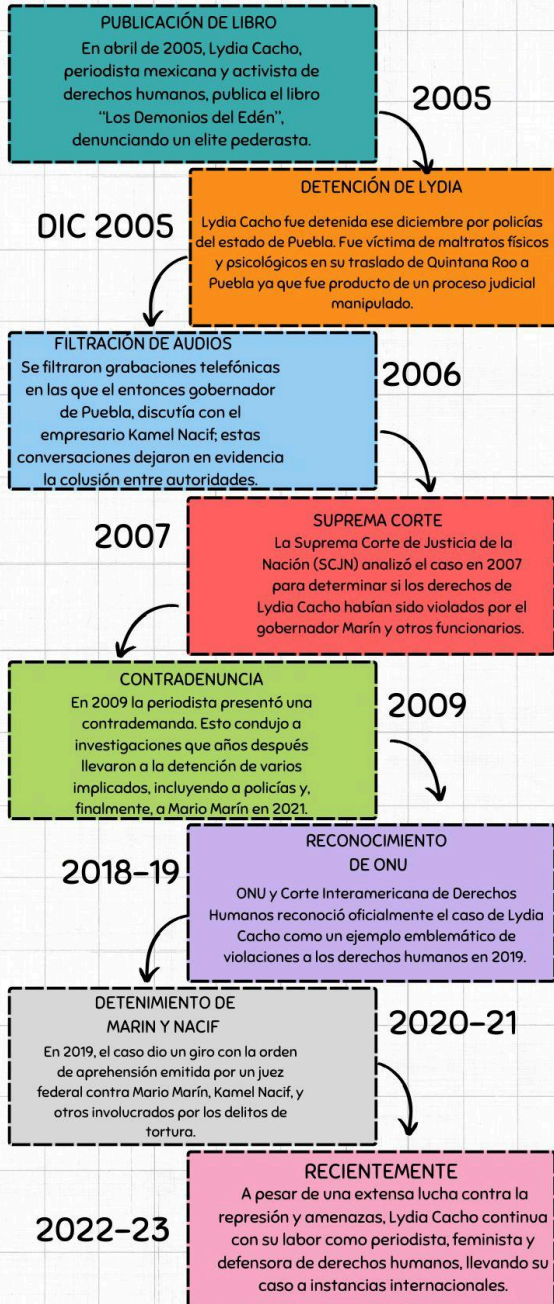 PUBLICACIÓN DE LIBRO
En abril de 2005, Lydia Cacho,
periodista mexicana y activista de
derechos humanos, publica el libro
“Los Demonios del Edén”,
denunciando un elite pederasta.
2005
DETENCIÓN DE LYDIA
DIC 2005
Lydia Cacho fue detenida ese diciembre por policías
del estado de Puebla. Fue víctima de maltratos físicos
y psicológicos en su traslado de Quintana Roo a
Puebla ya que fue producto de un proceso judicial
manipulado.
FILTRACIÓN DE AUDIOS
Se filtraron grabaciones telefónicas
en las que el entonces gobernador
de Puebla, discutía con el
empresario Kamel Nacif; estas
conversaciones dejaron en evidencia
la colusión entre autoridades.
2006
SUPREMA CORTE
2007
La Suprema Corte de Justicia de la
Nación (SCJN) analizó el caso en 2007
para determinar si los derechos de
Lydia Cacho habían sido violados por el
gobernador Marín y otros funcionarios.
CONTRADENUNCIA
En 2009 la periodista presentó una
contrademanda. Esto condujo a
investigaciones que años después
llevaron a la detención de varios
implicados, incluyendo a policías y,
finalmente, a Mario Marín en 2021.
2009
RECONOCIMIENTO
DE ONU
2018-19
ONU y Corte Interamericana de Derechos
Humanos reconoció oficialmente el caso de Lydia
Cacho como un ejemplo emblemático de
violaciones a los derechos humanos en 2019.
DETENIMIENTO DE
MARIN Y NACIF
2020-21
En 2019, el caso dio un giro con la orden
de aprehensión emitida por un juez
federal contra Mario Marín, Kamel Nacif, y
otros involucrados por los delitos de
tortura.
RECIENTEMENTE
2022-23
A pesar de una extensa lucha contra la
represión y amenazas, Lydia Cacho continua
con su labor como periodista, feminista y
defensora de derechos humanos, llevando su
caso a instancias internacionales.